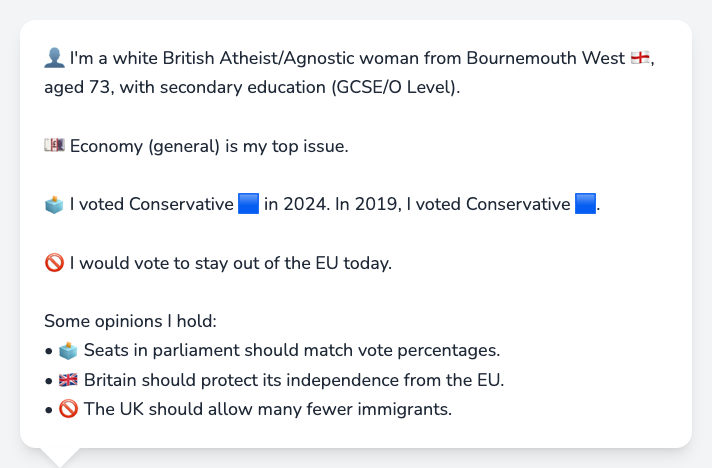 👤 I'm a white British Atheist/Agnostic woman from Bournemouth West 🏴󠁧󠁢󠁥󠁮󠁧󠁿,
aged 73, with secondary education (GCSE/O Level).
💷 Economy (general) is my top issue.
🗳️ I voted Conservative 🟦 in 2024. In 2019, I voted Conservative 🟦.
🚫 I would vote to stay out of the EU today.
Some opinions I hold:
• 🗳️ Seats in parliament should match vote percentages.
• 🇬🇧 Britain should protect its independence from the EU.
• 🚫 The UK should allow many fewer immigrants.